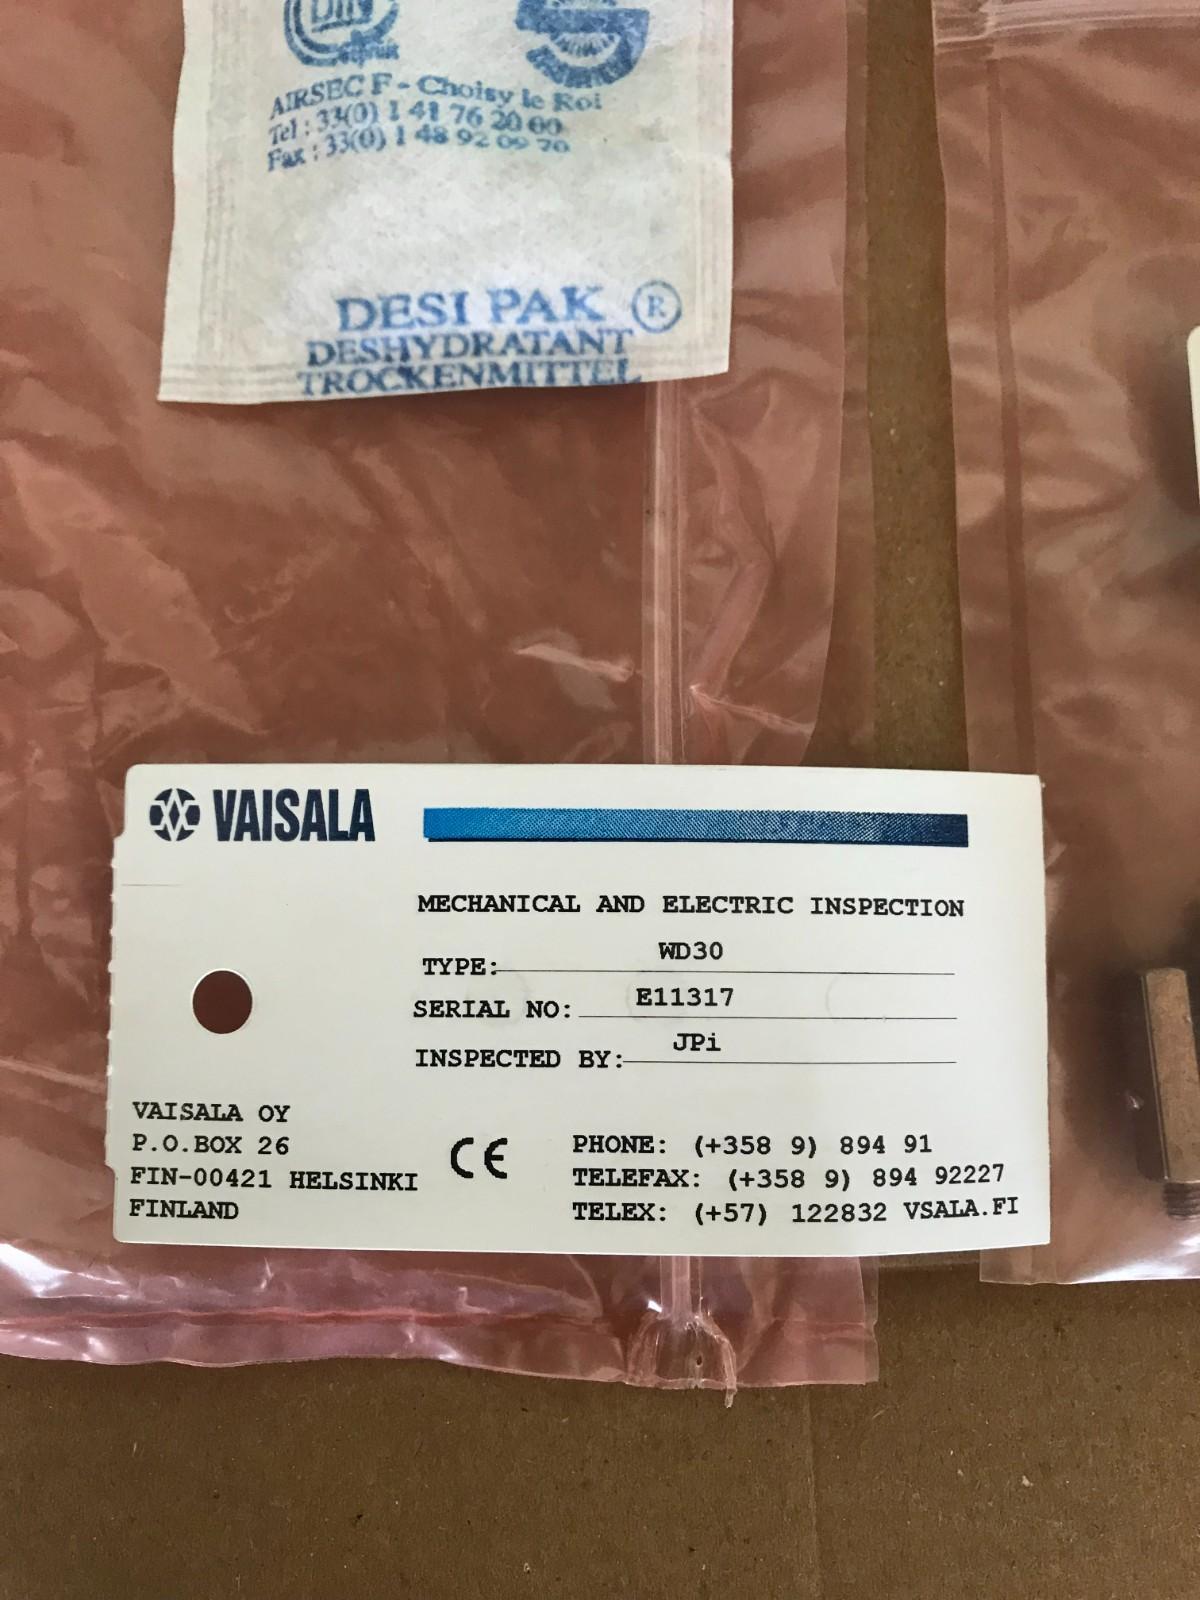 DIN
AIRSEC F - Choisy le Roi
Tel : 33(0) 1 41 76 20 00
Fax : 33(0) 1 48 92 09 70
DESI PAK ®
DESHYDRATANT
TROCKENMITTEL
VAISALA
MECHANICAL AND ELECTRIC INSPECTION
TYPE: WD30
SERIAL NO: E11317
INSPECTED BY: JPi
VAISALA OY
P.O.BOX 26
FIN-00421 HELSINKI
FINLAND
CE
PHONE: (+358 9) 894 91
TELEFAX: (+358 9) 894 92227
TELEX: (+57) 122832 VSALA.FI